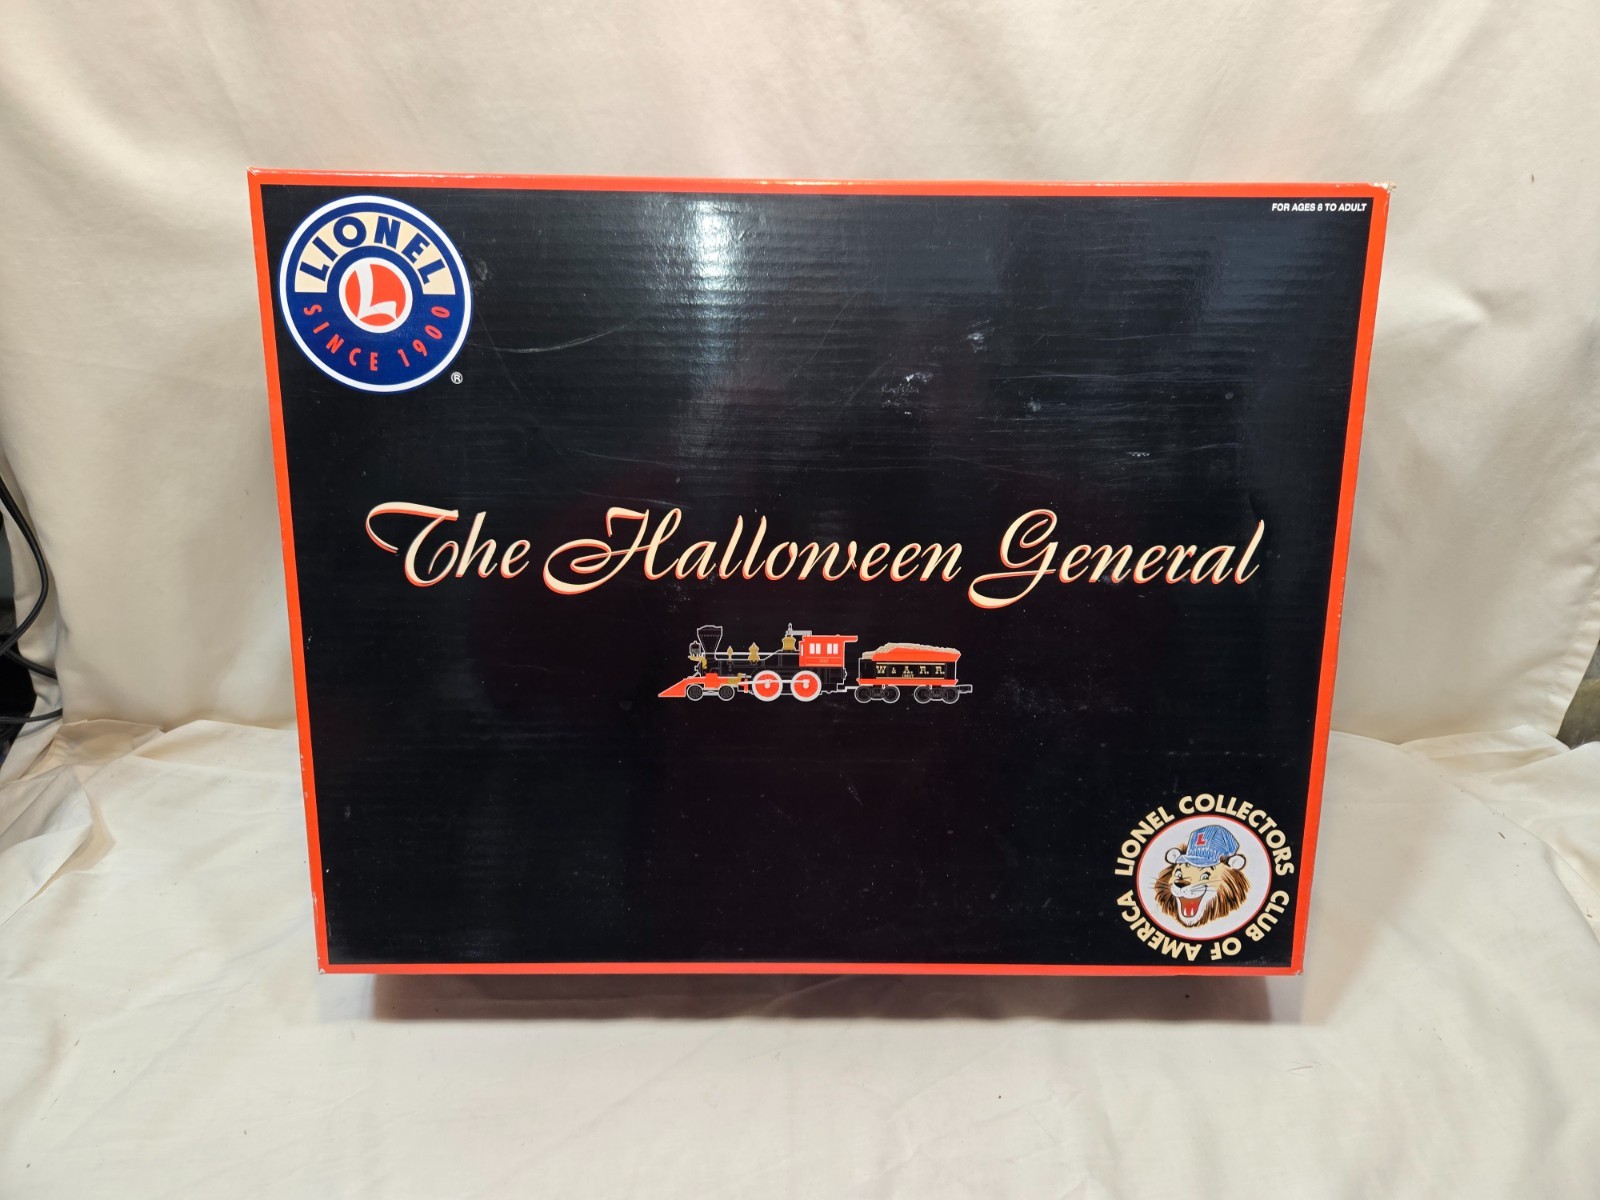 LIONEL
L
SINCE 1900
®
FOR AGES 8 TO ADULT
The Halloween General
W & A. R. R.
LIONEL COLLECTORS CLUB OF AMERICA
L